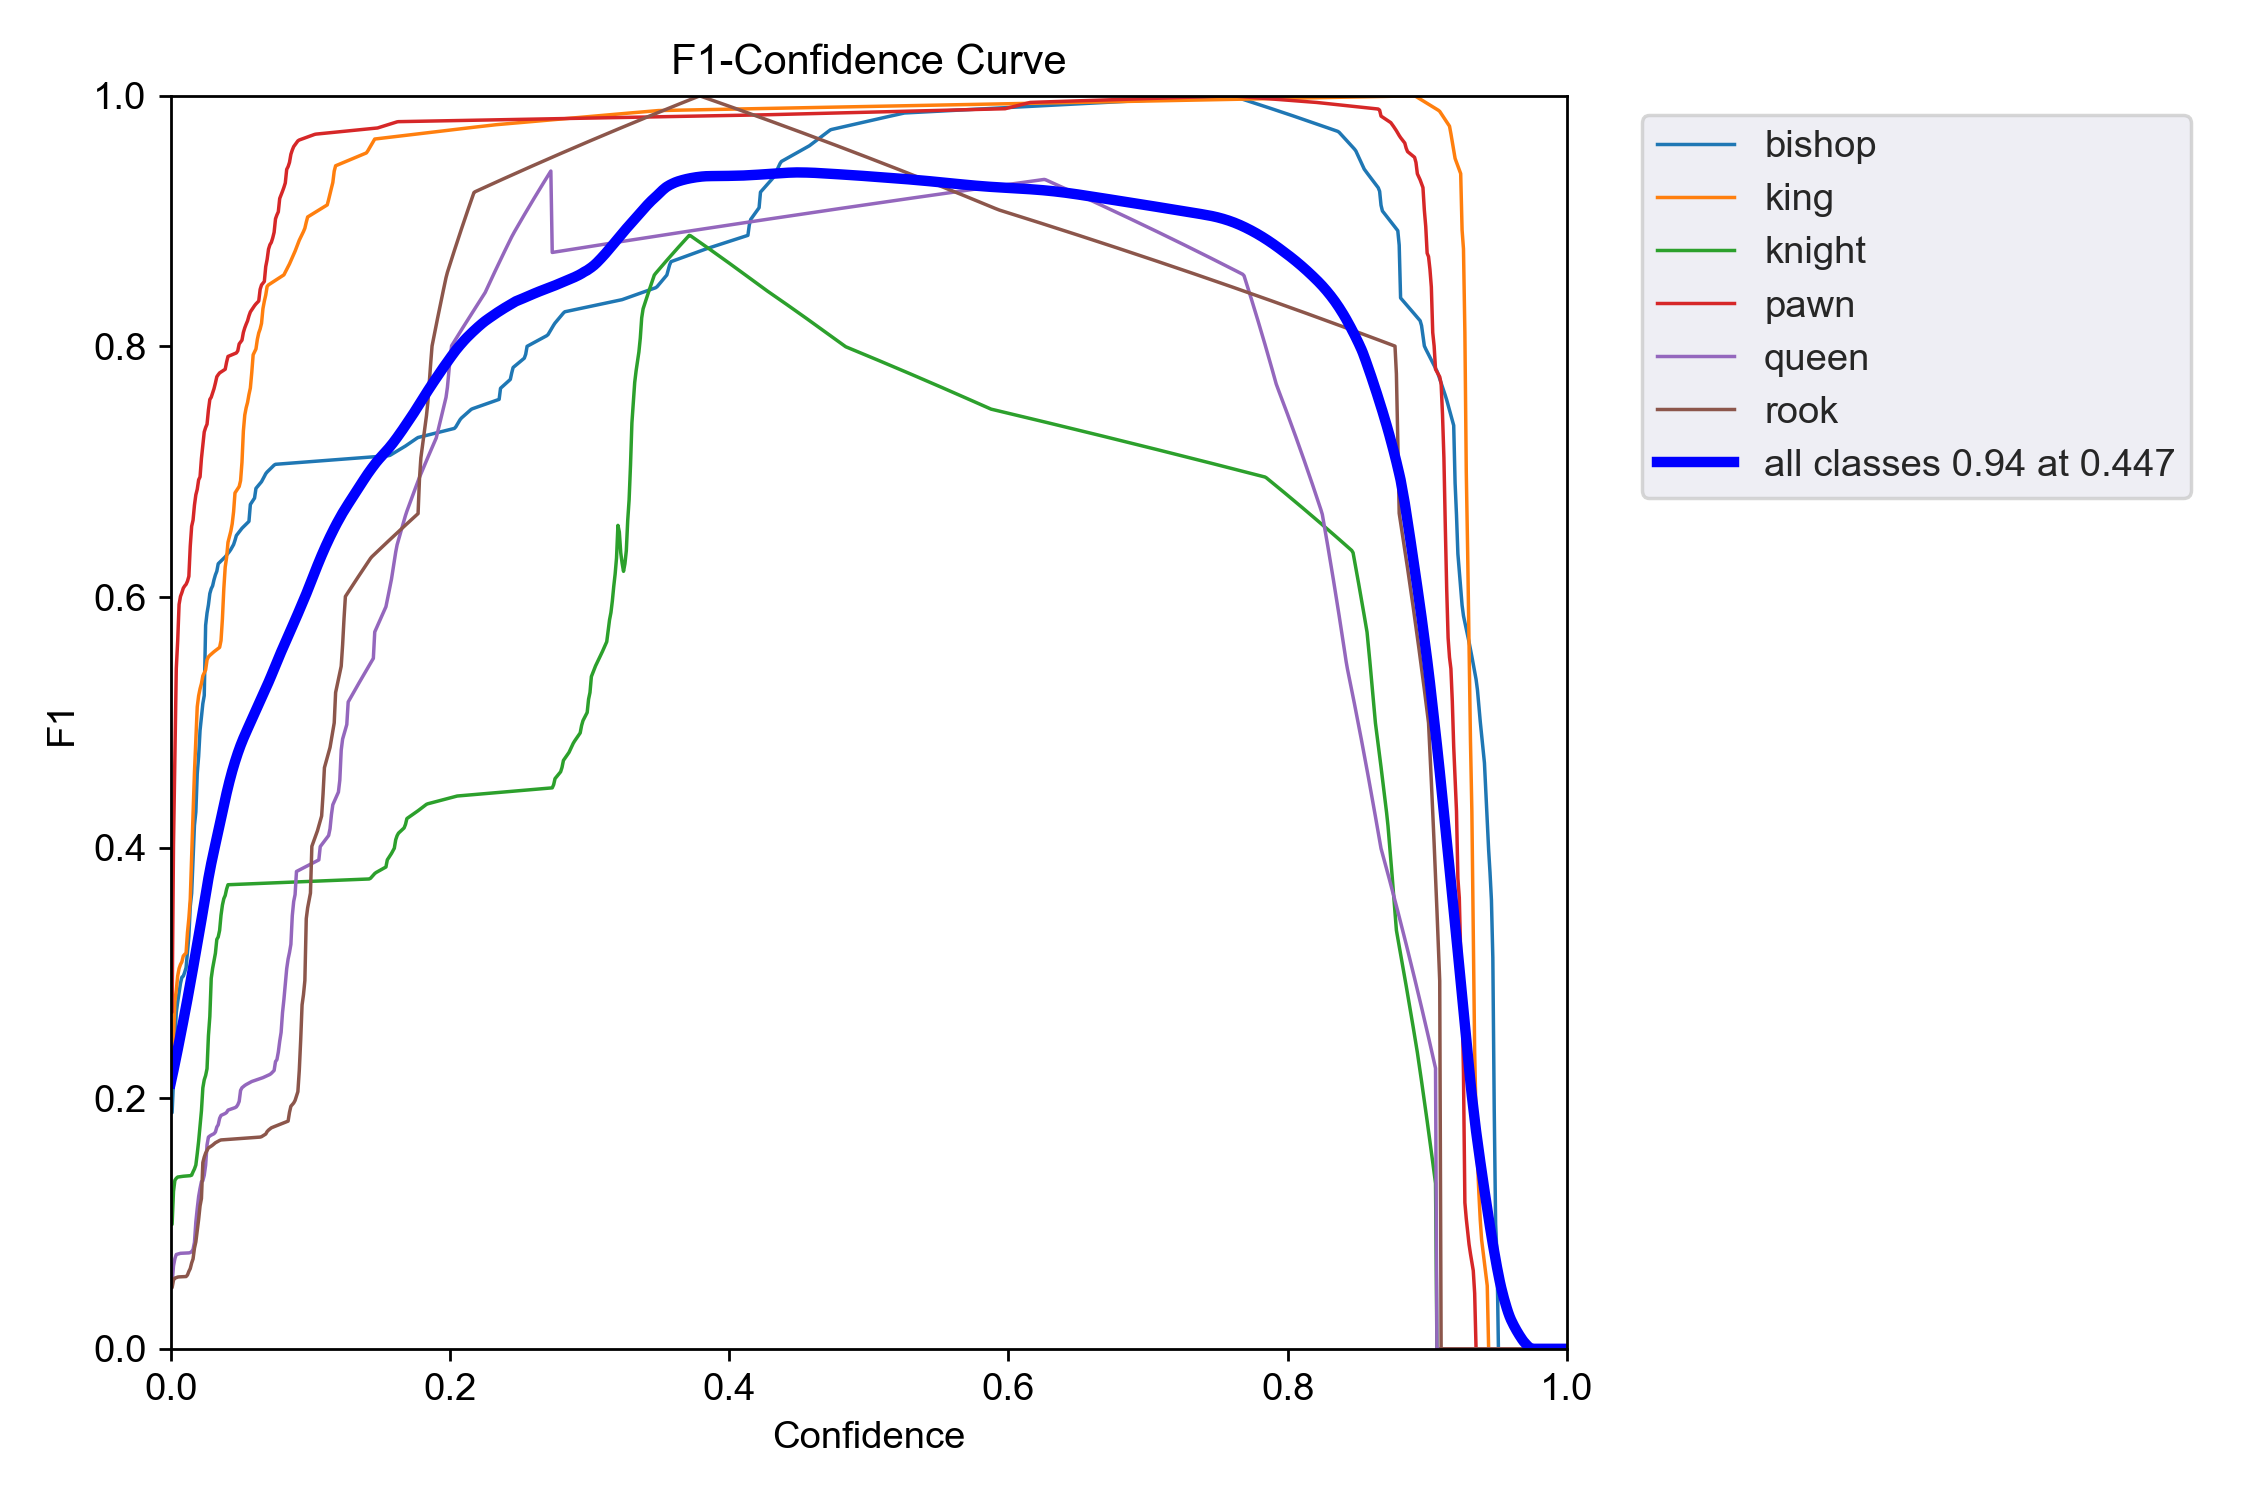 F1-Confidence Curve
1.0
0.8
0.6
0.4
0.2
0.0
F1
0.0 0.2 0.4 0.6 0.8 1.0
Confidence
bishop
king
knight
pawn
queen
rook
all classes 0.94 at 0.447